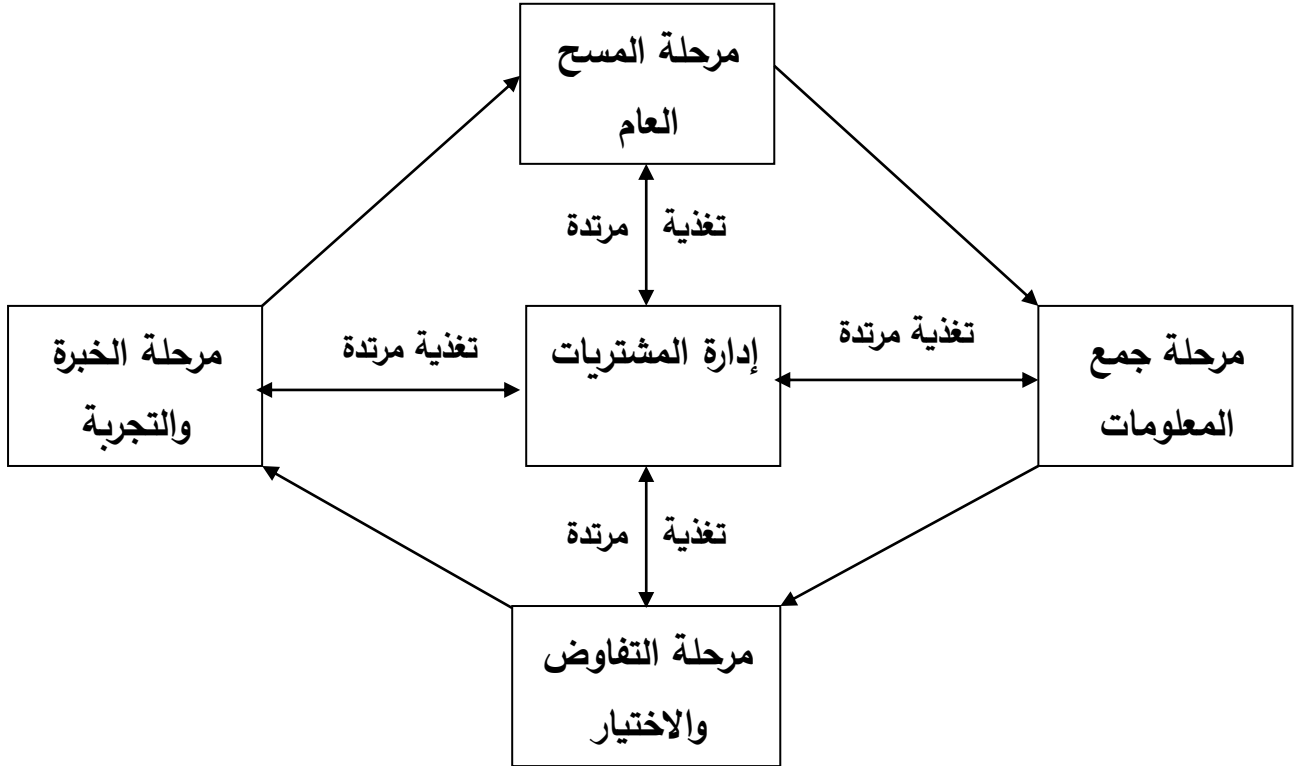 مرحلة المسح
العام
تغذية مرتدة
مرحلة جمع
المعلومات
تغذية مرتدة
إدارة المشتريات
تغذية مرتدة
مرحلة الخبرة
والتجربة
تغذية مرتدة
مرحلة التفاوض
والاختيار